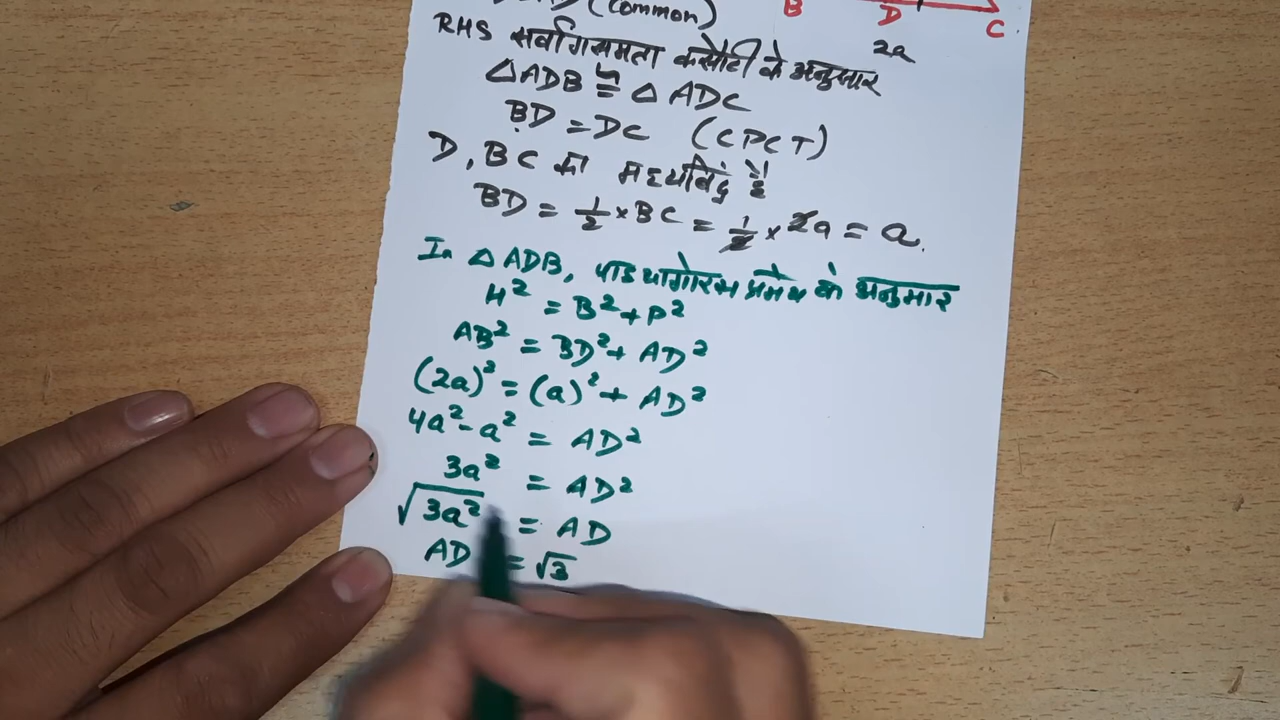 (Common)
B D C
2a
RHS सर्वांगसमता कसौटी के अनुसार
△ADB ≅ △ADC
BD = DC (CPCT)
D, BC का मध्यबिंदु है
BD = 1/2 × BC = 1/2 × 2a = a.
In △ADB, पाइथागोरस प्रमेय के अनुसार
H² = B² + P²
AB² = BD² + AD²
(2a)² = (a)² + AD²
4a² - a² = AD²
3a² = AD²
√3a² = AD
AD = √3